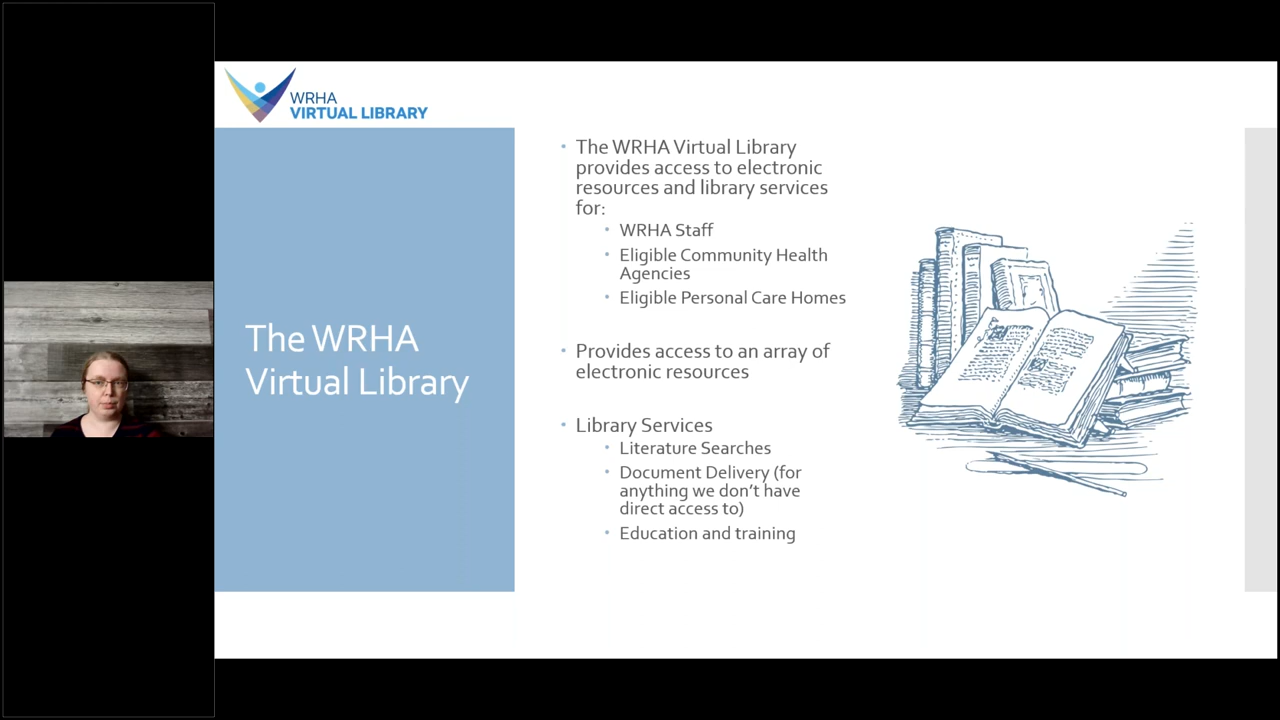 WRHA
VIRTUAL LIBRARY
The WRHA
Virtual Library
• The WRHA Virtual Library
provides access to electronic
resources and library services
for:
• WRHA Staff
• Eligible Community Health
Agencies
• Eligible Personal Care Homes
• Provides access to an array of
electronic resources
• Library Services
• Literature Searches
• Document Delivery (for
anything we don’t have
direct access to)
• Education and training